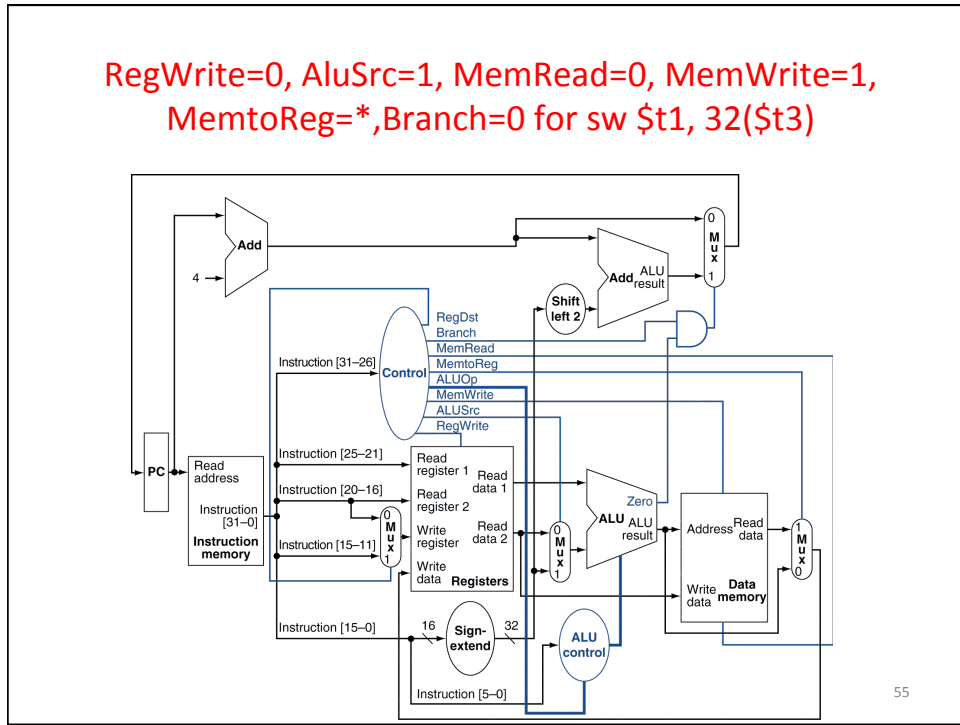 RegWrite=0, AluSrc=1, MemRead=0, MemWrite=1,
MemtoReg=*,Branch=0 for sw $t1, 32($t3)
Add
4
0
M
u
x
1
Add
ALU
result
Shift
left 2
RegDst
Branch
MemRead
MemtoReg
ALUOp
MemWrite
ALUSrc
RegWrite
Instruction [31–26]
Control
PC
Read
address
Instruction
[31–0]
Instruction
memory
Instruction [25–21]
Instruction [20–16]
Instruction [15–11]
0
M
u
x
1
Read
register 1
Read
register 2
Write
register
Write
data
Read
data 1
Read
data 2
Registers
0
M
u
x
1
Zero
ALU
ALU
result
Address
Read
data
Write
data
Data
memory
1
M
u
x
0
Instruction [15–0]
16
Sign-
extend
32
ALU
control
Instruction [5–0]
55